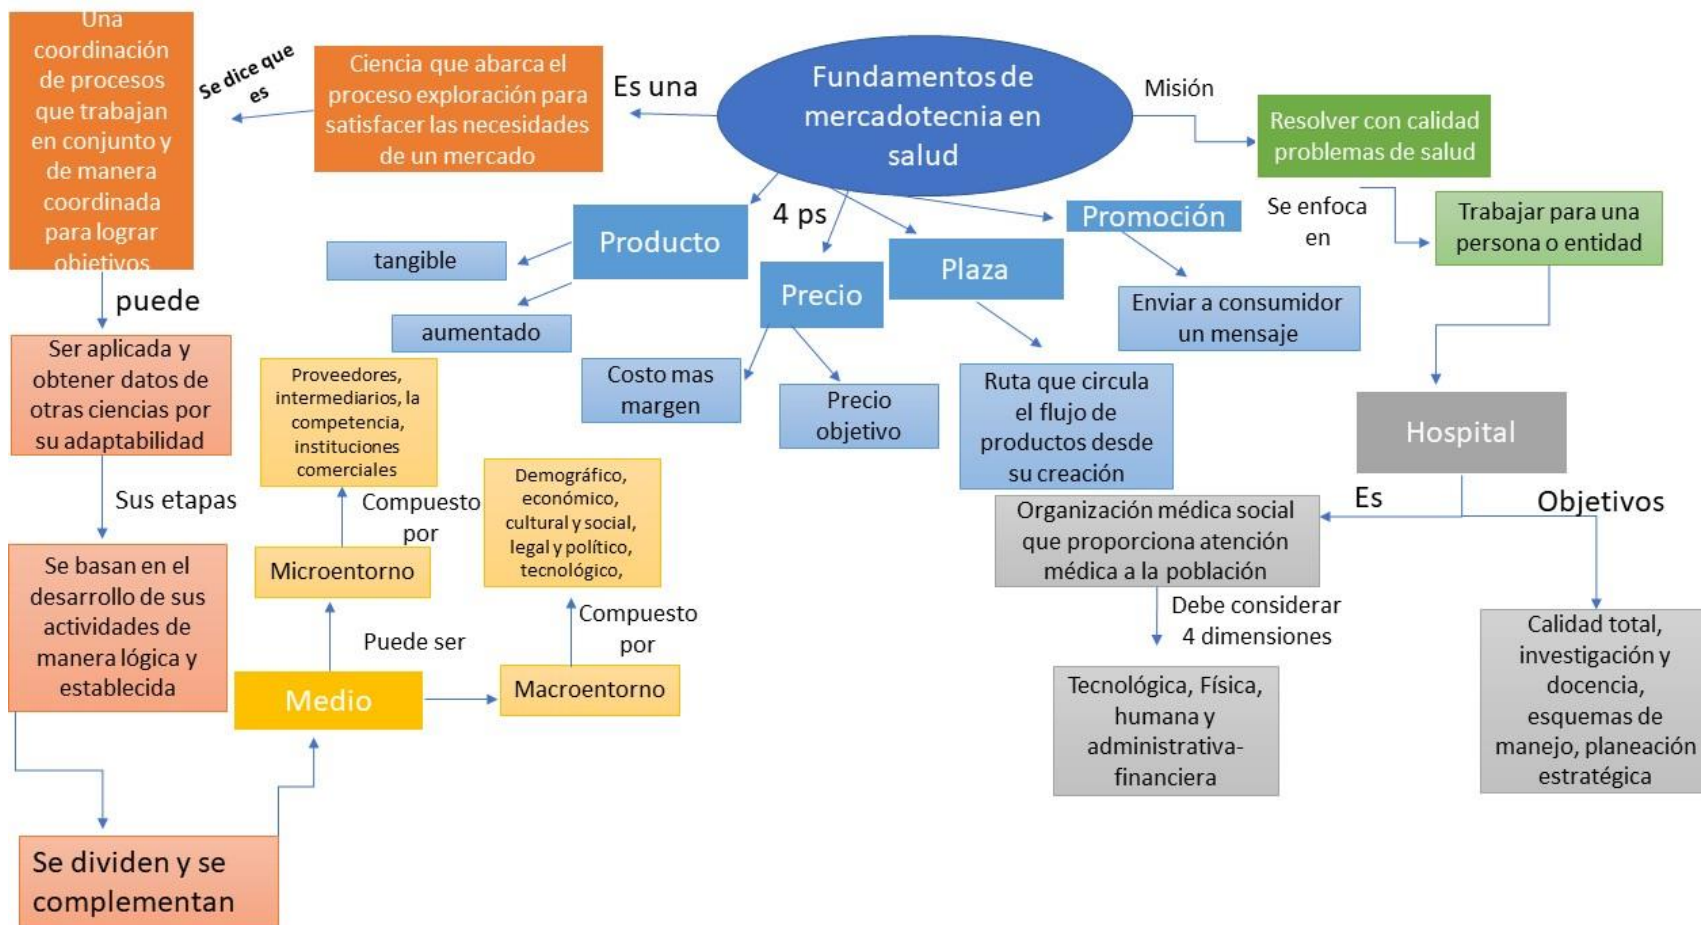 Una
coordinación
de procesos
que trabajan
en conjunto y
de manera
coordinada
para lograr
objetivos
Se dice que
es
Ciencia que abarca el
proceso exploración para
satisfacer las necesidades
de un mercado
Es una
Fundamentos de
mercadotecnia en
salud
Misión
Resolver con calidad
problemas de salud
Se enfoca
en
Trabajar para una
persona o entidad
4 ps
Producto
tangible
aumentado
Precio
Costo mas
margen
Precio
objetivo
Plaza
Ruta que circula
el flujo de
productos desde
su creación
Promoción
Enviar a consumidor
un mensaje
puede
Ser aplicada y
obtener datos de
otras ciencias por
su adaptabilidad
Sus etapas
Se basan en el
desarrollo de sus
actividades de
manera lógica y
establecida
Se dividen y se
complementan
Medio
Puede ser
Microentorno
Compuesto
por
Proveedores,
intermediarios, la
competencia,
instituciones
comerciales
Macroentorno
Compuesto
por
Demográfico,
económico,
cultural y social,
legal y político,
tecnológico,
Hospital
Es
Organización médica social
que proporciona atención
médica a la población
Debe considerar
4 dimensiones
Tecnológica, Física,
humana y
administrativa-
financiera
Objetivos
Calidad total,
investigación y
docencia,
esquemas de
manejo, planeación
estratégica